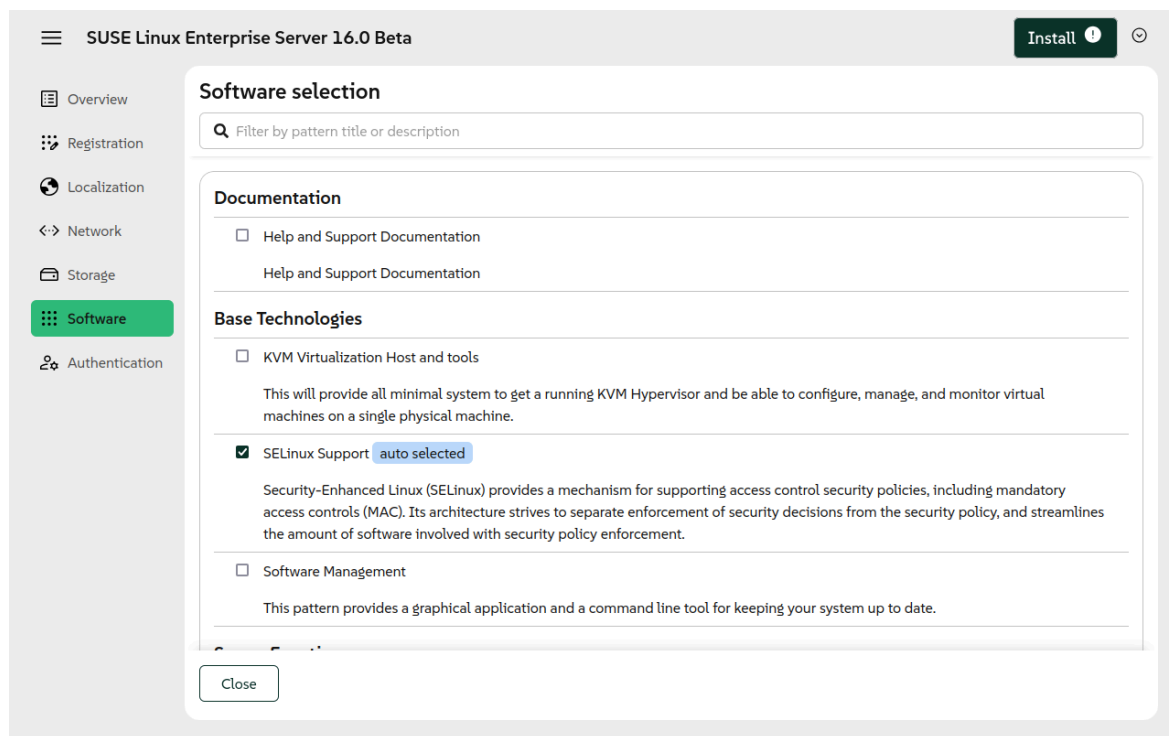 SUSE Linux Enterprise Server 16.0 Beta
Install
Overview
Registration
Localization
Network
Storage
Software
Authentication
Software selection
Filter by pattern title or description
Documentation
Help and Support Documentation
Help and Support Documentation
Base Technologies
KVM Virtualization Host and tools
This will provide all minimal system to get a running KVM Hypervisor and be able to configure, manage, and monitor virtual
machines on a single physical machine.
SELinux Support auto selected
Security-Enhanced Linux (SELinux) provides a mechanism for supporting access control security policies, including mandatory
access controls (MAC). Its architecture strives to separate enforcement of security decisions from the security policy, and streamlines
the amount of software involved with security policy enforcement.
Software Management
This pattern provides a graphical application and a command line tool for keeping your system up to date.
Close